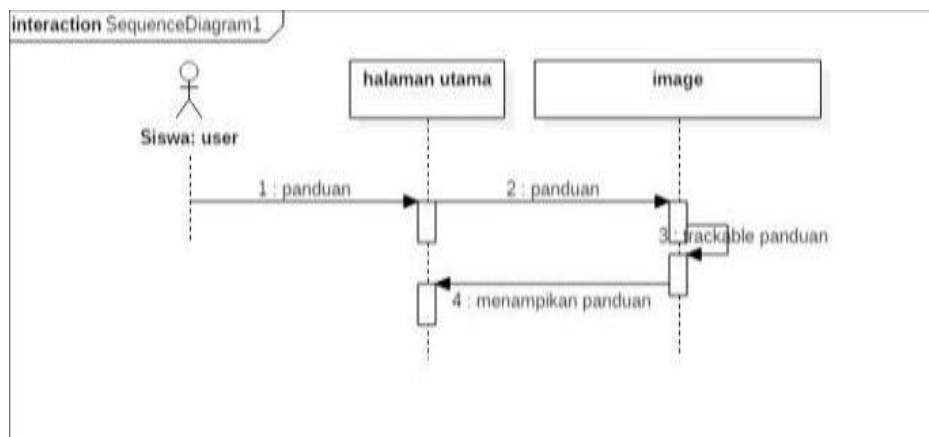 interaction SequenceDiagram1
halaman utama
image
Siswa: user
1 : panduan
2 : panduan
3 : trackable panduan
4 : menampikan panduan